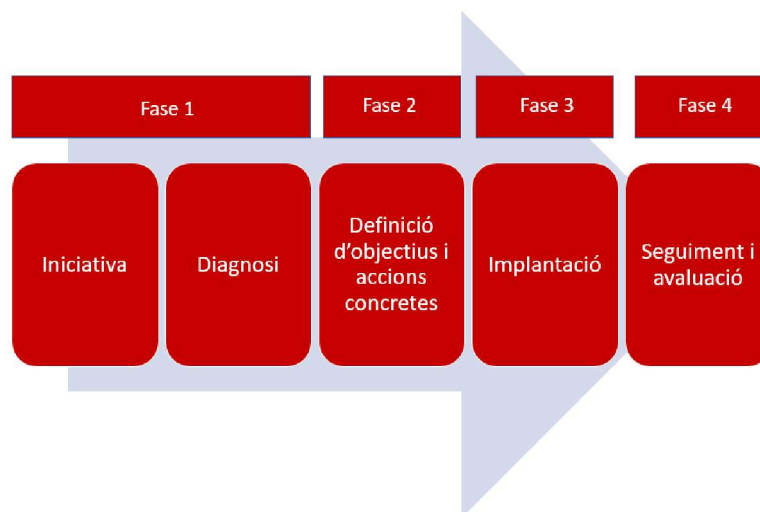 Fase 1
Fase 2
Fase 3
Fase 4
Iniciativa
Diagnosi
Definició
d'objectius i
accions
concretes
Implantació
Seguiment i
avaluació